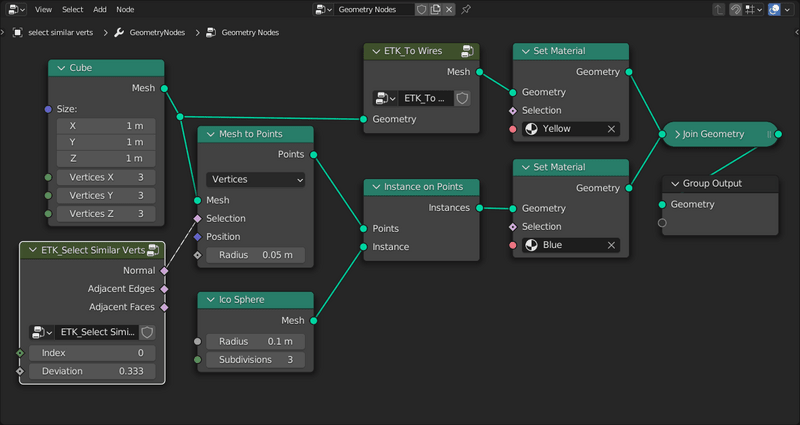 View Select Add Node
Geometry Nodes
select similar verts > GeometryNodes > Geometry Nodes
Cube
Mesh
Size:
X 1 m
Y 1 m
Z 1 m
Vertices X 3
Vertices Y 3
Vertices Z 3
ETK_Select Similar Verts
Normal
Adjacent Edges
Adjacent Faces
ETK_Select Simi...
Index 0
Deviation 0.333
Mesh to Points
Points
Vertices
Mesh
Selection
Position
Radius 0.05 m
Ico Sphere
Mesh
Radius 0.1 m
Subdivisions 3
ETK_To Wires
Mesh
ETK_To ...
Geometry
Instance on Points
Instances
Points
Instance
Set Material
Geometry
Geometry
Selection
Yellow
Set Material
Geometry
Geometry
Selection
Blue
Join Geometry
Group Output
Geometry